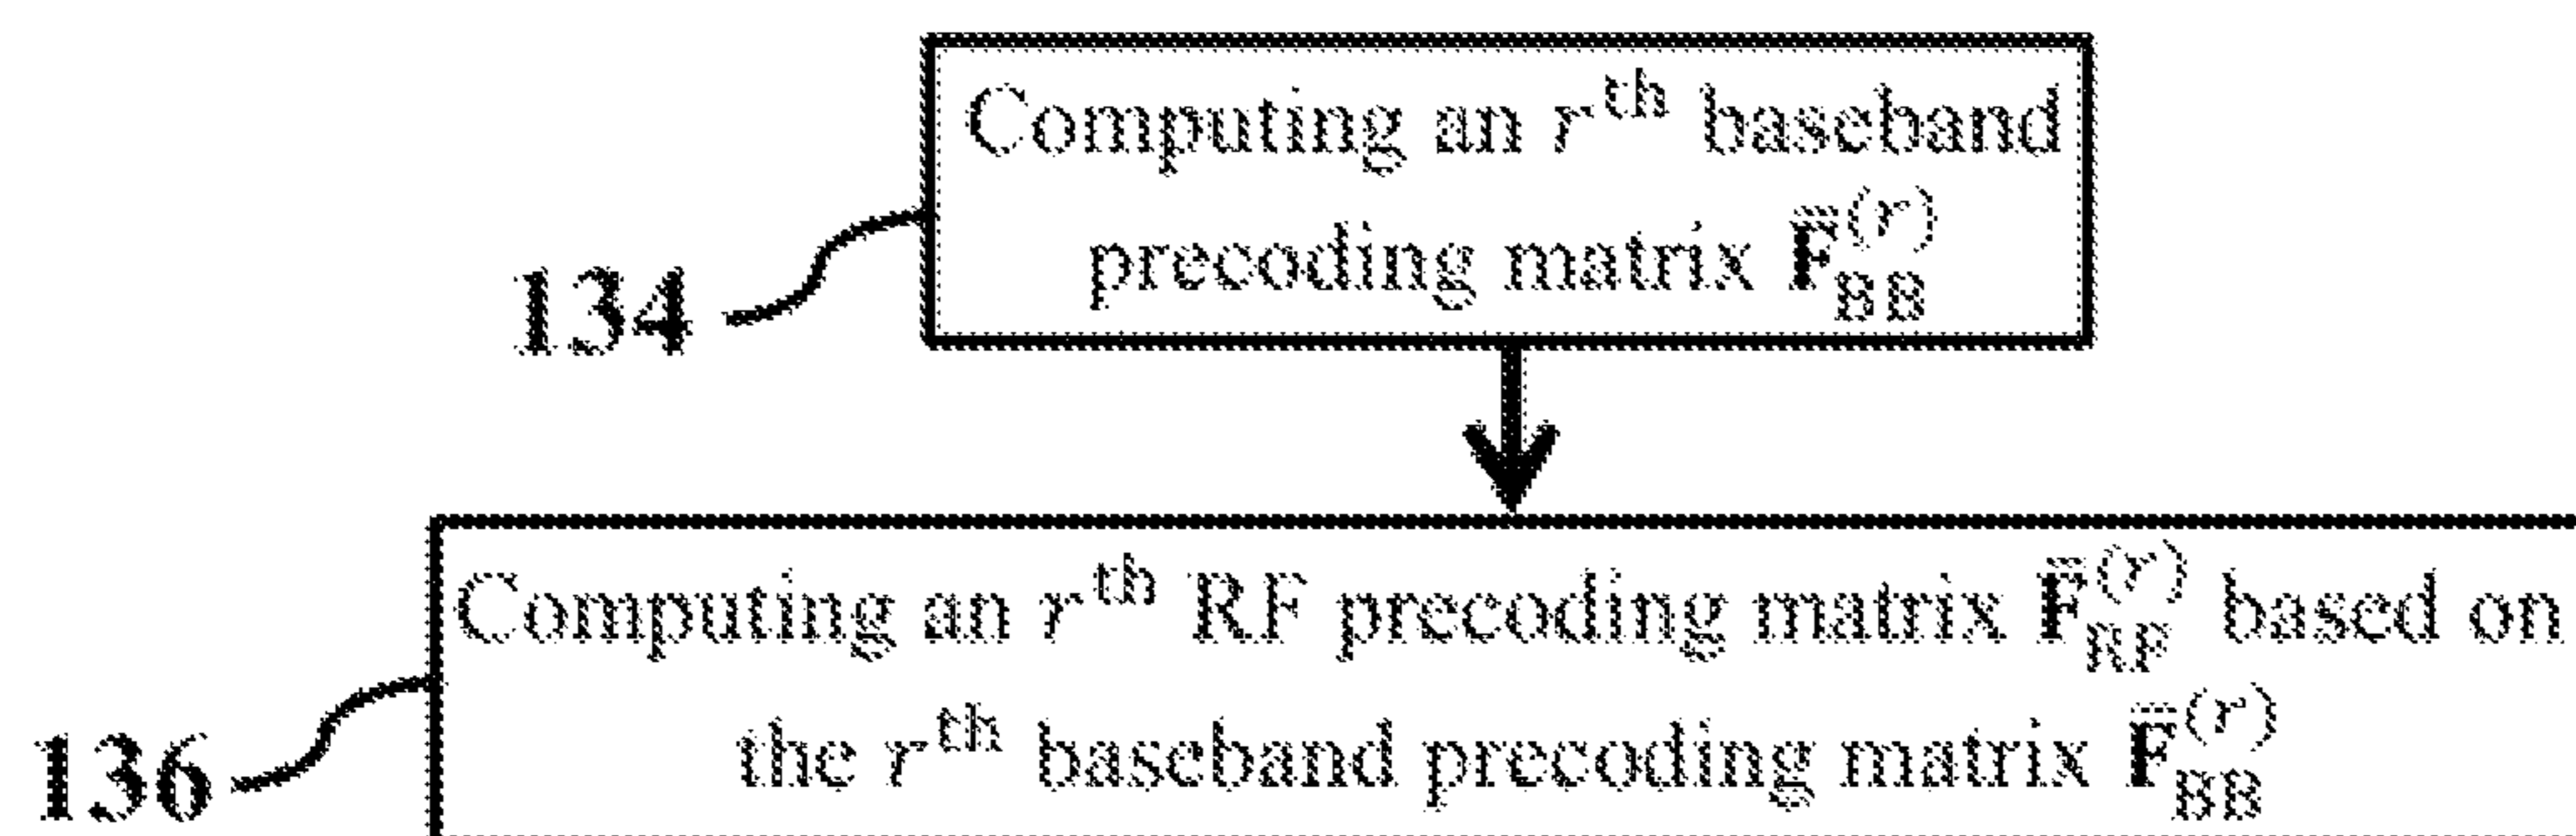 Computing an r^th baseband
precoding matrix F̄_BB^(r)
134
Computing an r^th RF precoding matrix F̄_RF^(r) based on
the r^th baseband precoding matrix F̄_BB^(r)
136